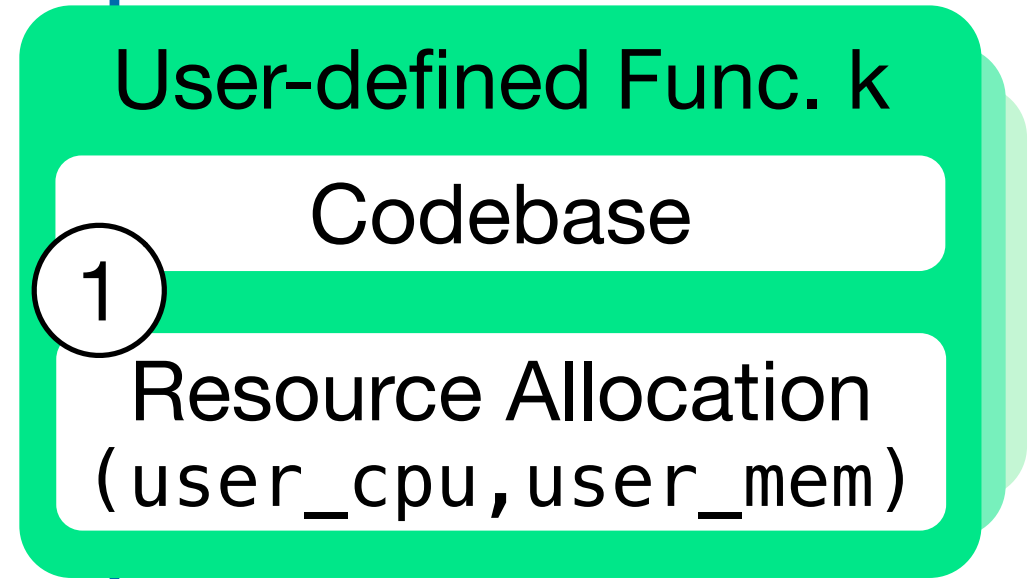 User-defined Func. k
Codebase
1
Resource Allocation
(user_cpu,user_mem)